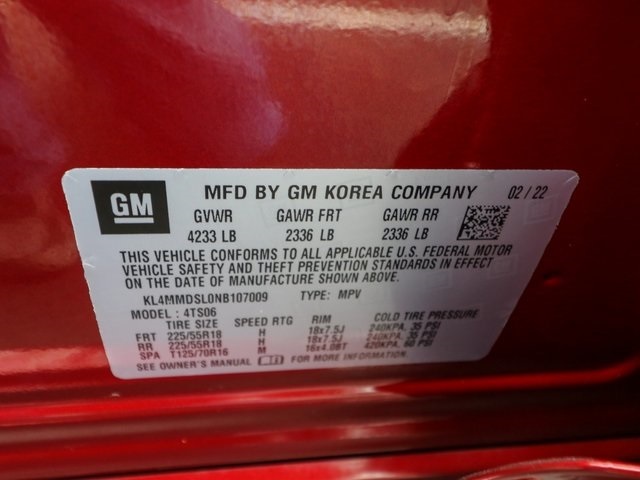 GM
MFD BY GM KOREA COMPANY 02 / 22
GVWR GAWR FRT GAWR RR
4233 LB 2336 LB 2336 LB
THIS VEHICLE CONFORMS TO ALL APPLICABLE U.S. FEDERAL MOTOR
VEHICLE SAFETY AND THEFT PREVENTION STANDARDS IN EFFECT
ON THE DATE OF MANUFACTURE SHOWN ABOVE.
KL4MMDSL0NB107009 TYPE: MPV
MODEL : 4TS06
TIRE SIZE SPEED RTG RIM COLD TIRE PRESSURE
FRT 225/55R18 H 18x7.5J 240KPA, 35 PSI
RR 225/55R18 H 18x7.5J 240KPA, 35 PSI
SPA T125/70R16 M 16x4.0BT 420KPA, 60 PSI
SEE OWNER'S MANUAL FOR MORE INFORMATION